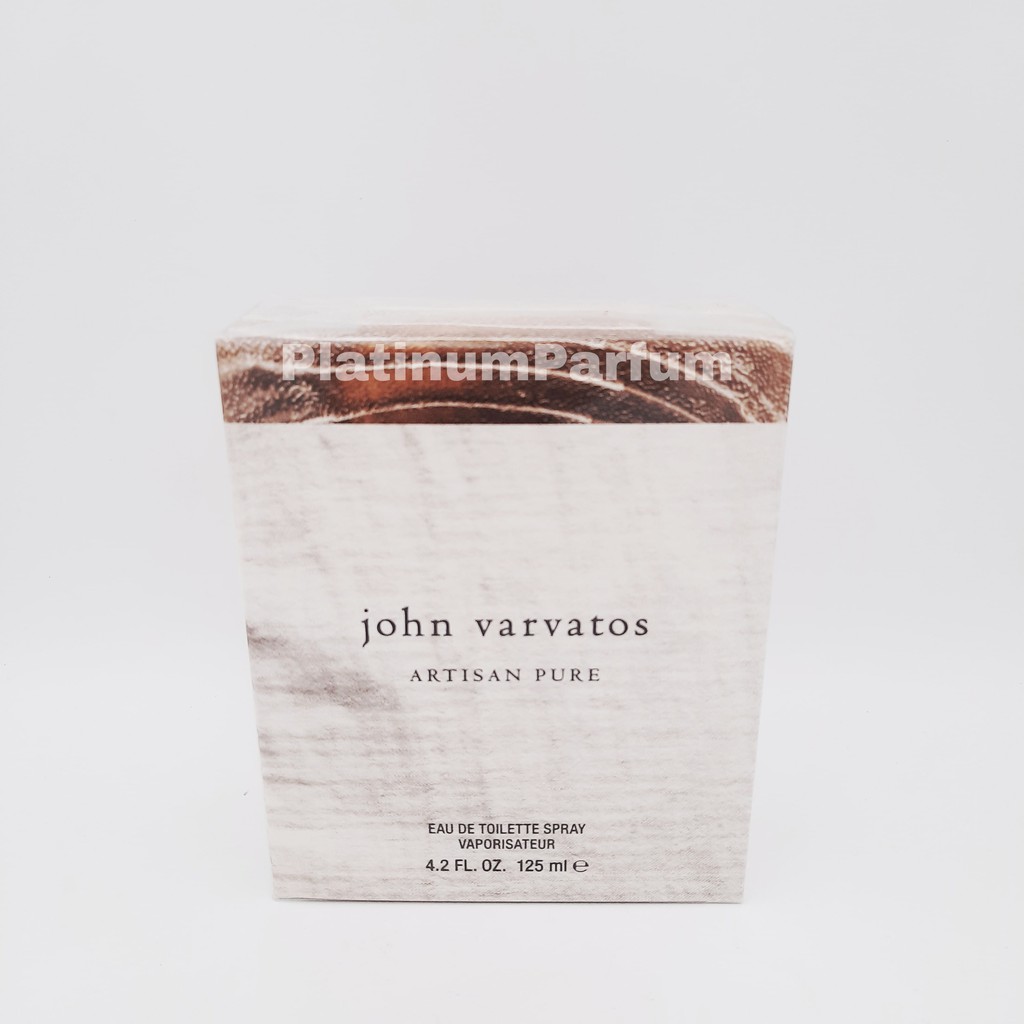 PlatinumParfum
john varvatos
ARTISAN PURE
EAU DE TOILETTE SPRAY
VAPORISATEUR
4.2 FL. OZ. 125 ml ℮